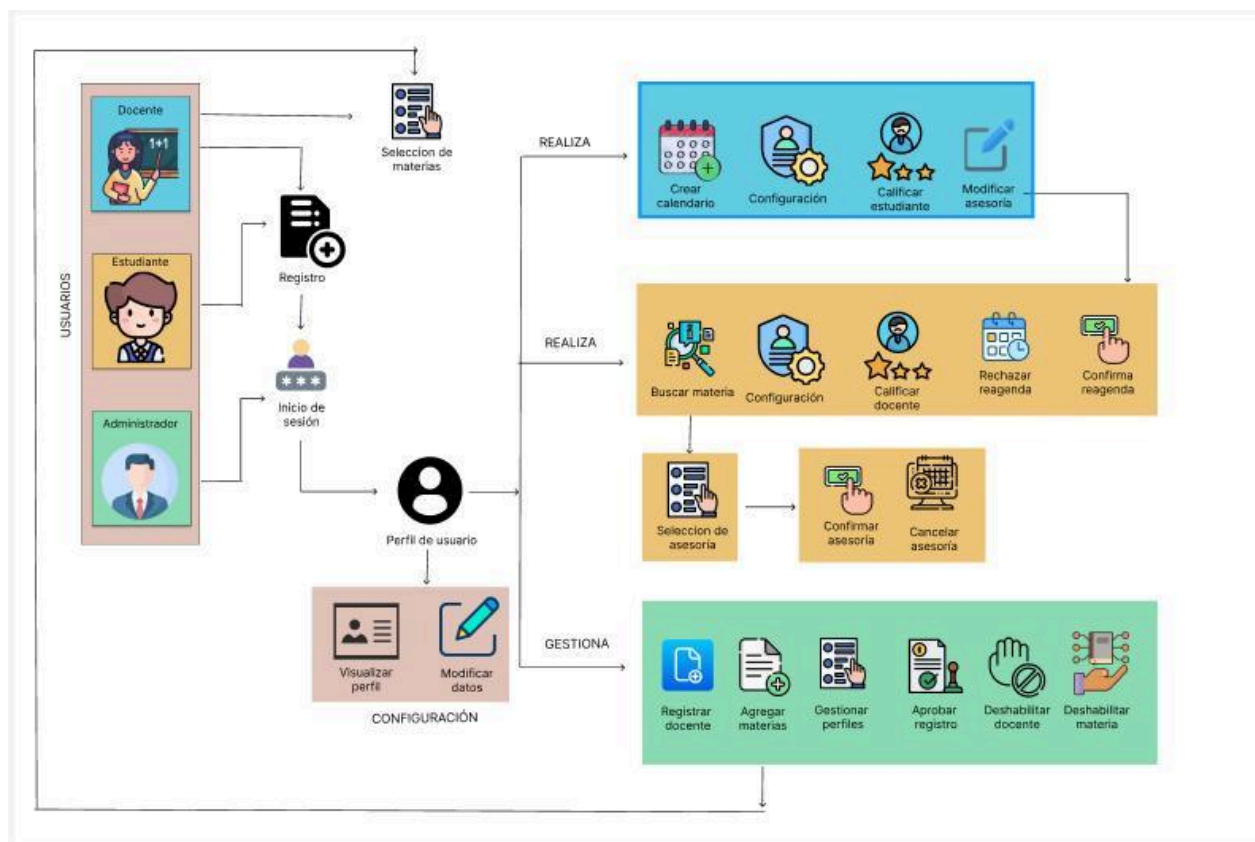 USUARIOS
Docente
1+1
Estudiante
Administrador
Seleccion de
materias
Registro
Inicio de
sesión
Perfil de usuario
Visualizar
perfil
Modificar
datos
CONFIGURACIÓN
REALIZA
Crear
calendario
Configuración
Calificar
estudiante
Modificar
asesoría
REALIZA
Buscar materia
Configuración
Calificar
docente
Rechazar
reagenda
Confirma
reagenda
Seleccion de
asesoría
Confirmar
asesoría
Cancelar
asesoría
GESTIONA
Registrar
docente
Agregar
materias
Gestionar
perfiles
Aprobar
registro
Deshabilitar
docente
Deshabilitar
materia